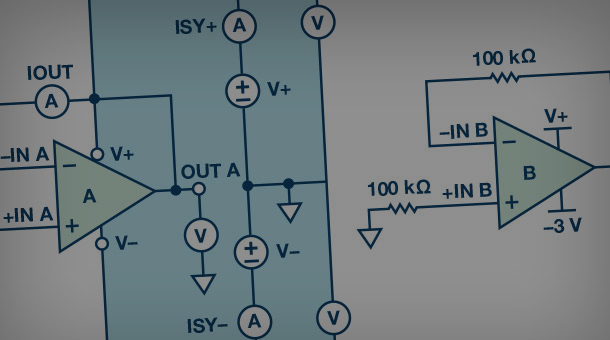 ISY+
A
V
IOUT
A
V+
100 kΩ
–IN A
V+
OUT A
–IN B
V+
A
B
+IN A
V–
100 kΩ
+IN B
–3 V
V
V–
ISY–
A
V